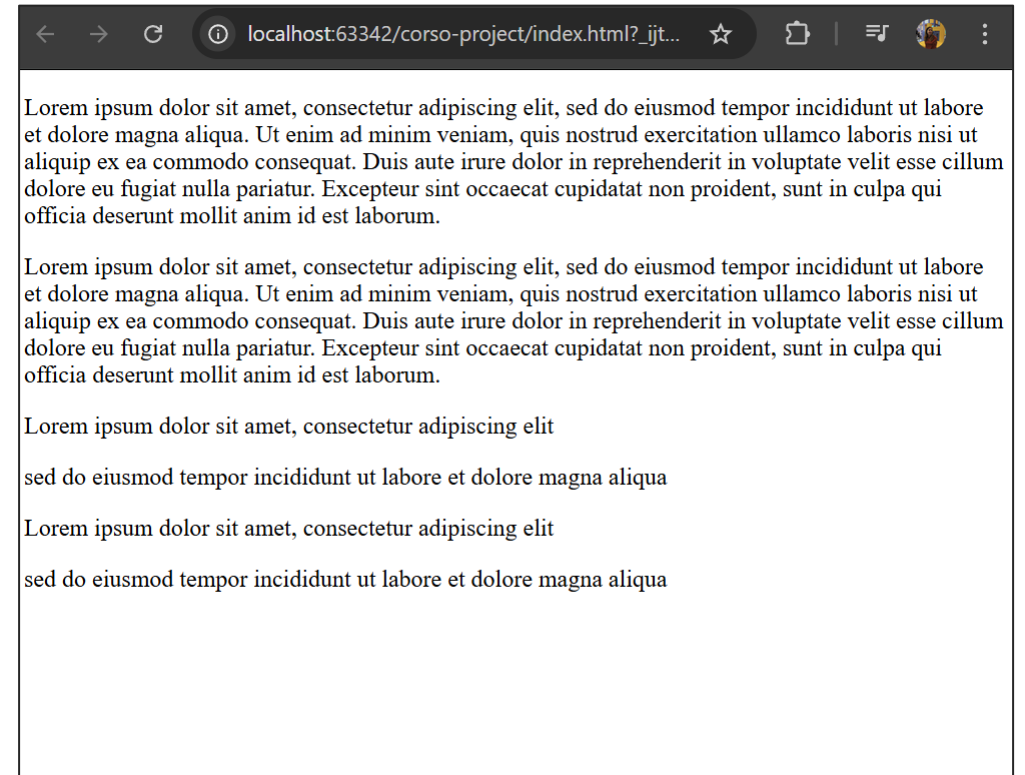 localhost:63342/corso-project/index.html?_ijt...
Lorem ipsum dolor sit amet, consectetur adipiscing elit, sed do eiusmod tempor incididunt ut labore
et dolore magna aliqua. Ut enim ad minim veniam, quis nostrud exercitation ullamco laboris nisi ut
aliquip ex ea commodo consequat. Duis aute irure dolor in reprehenderit in voluptate velit esse cillum
dolore eu fugiat nulla pariatur. Excepteur sint occaecat cupidatat non proident, sunt in culpa qui
officia deserunt mollit anim id est laborum.
Lorem ipsum dolor sit amet, consectetur adipiscing elit, sed do eiusmod tempor incididunt ut labore
et dolore magna aliqua. Ut enim ad minim veniam, quis nostrud exercitation ullamco laboris nisi ut
aliquip ex ea commodo consequat. Duis aute irure dolor in reprehenderit in voluptate velit esse cillum
dolore eu fugiat nulla pariatur. Excepteur sint occaecat cupidatat non proident, sunt in culpa qui
officia deserunt mollit anim id est laborum.
Lorem ipsum dolor sit amet, consectetur adipiscing elit
sed do eiusmod tempor incididunt ut labore et dolore magna aliqua
Lorem ipsum dolor sit amet, consectetur adipiscing elit
sed do eiusmod tempor incididunt ut labore et dolore magna aliqua